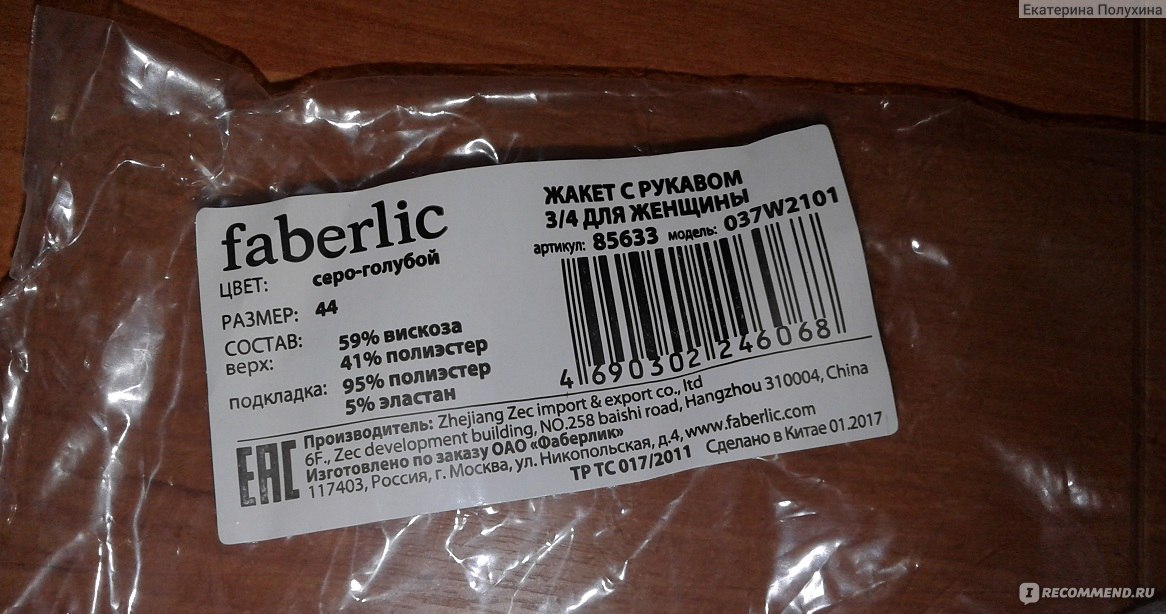 Екатерина Полухина
faberlic
ЦВЕТ: серо-голубой
РАЗМЕР: 44
СОСТАВ:
верх: 59% вискоза
41% полиэстер
подкладка: 95% полиэстер
5% эластан
ЖАКЕТ С РУКАВОМ
3/4 ДЛЯ ЖЕНЩИНЫ
артикул: 85633 модель: 037W2101
4 690302 246068
EAC
Производитель: Zhejiang Zec import & export co., ltd
6F., Zec development building, NO.258 baishi road, Hangzhou 310004, China
Изготовлено по заказу ОАО «Фаберлик»
117403, Россия, г. Москва, ул. Никопольская, д.4, www.faberlic.com
ТР ТС 017/2011 Сделано в Китае 01.2017
I RECOMMEND.RU